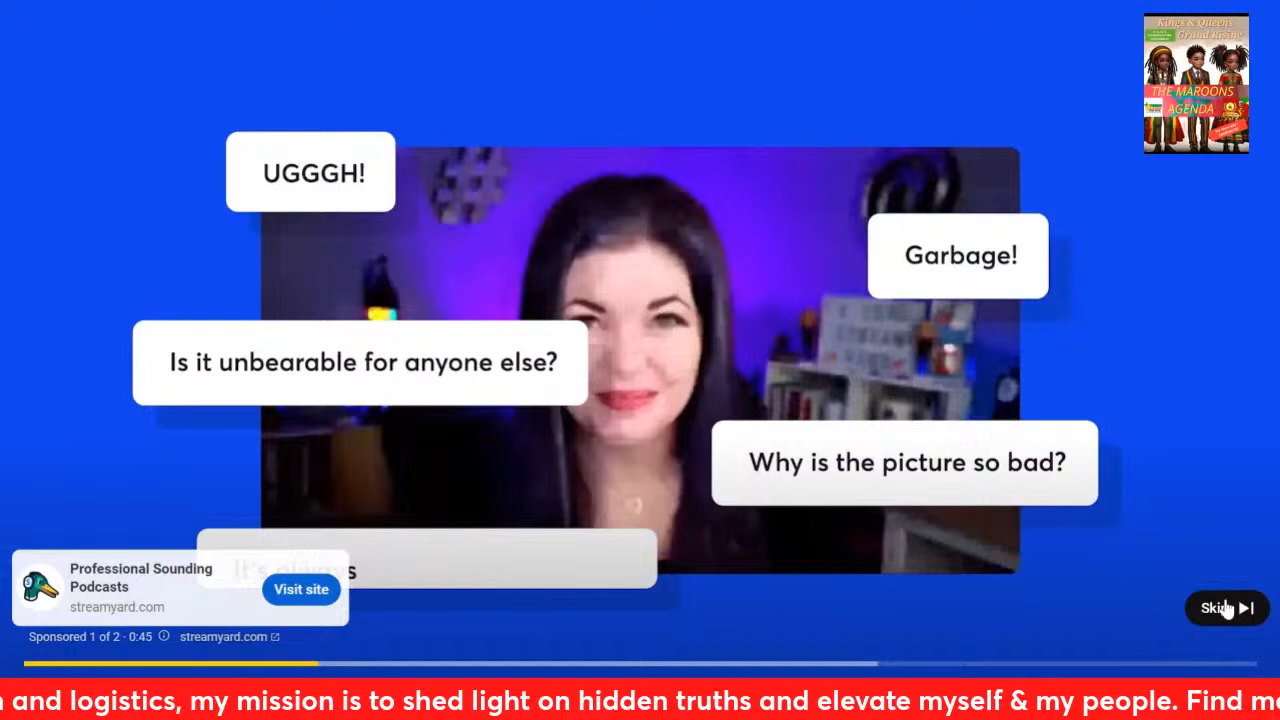 Kings & Queens
Grand Rising
THE MAROONS
AGENDA
UGGGH!
Garbage!
Is it unbearable for anyone else?
Why is the picture so bad?
It's always
Professional Sounding
Podcasts
streamyard.com
Visit site
Skip
Sponsored 1 of 2 · 0:45
streamyard.com
and logistics, my mission is to shed light on hidden truths and elevate myself & my people. Find